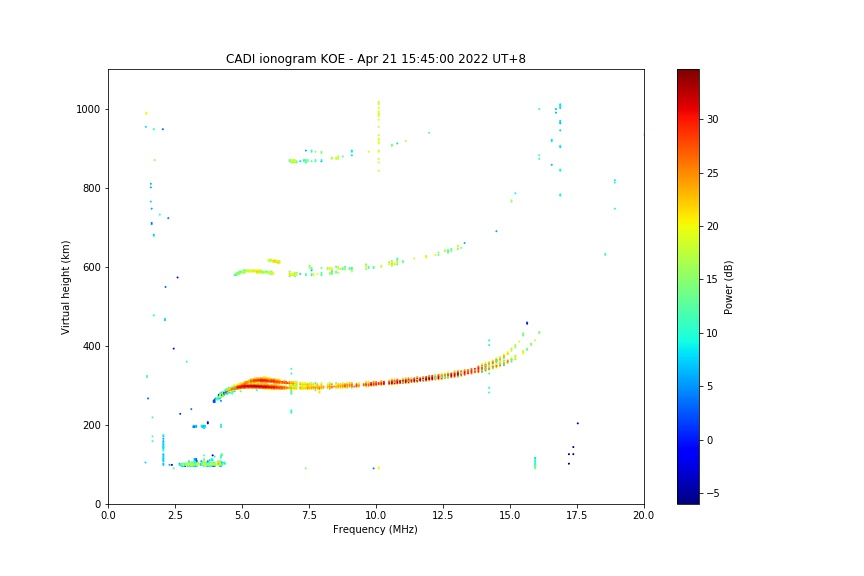 CADI ionogram KOE - Apr 21 15:45:00 2022 UT+8
1000
800
600
400
200
0
Virtual height (km)
0.0 2.5 5.0 7.5 10.0 12.5 15.0 17.5 20.0
Frequency (MHz)
30
25
20
15
10
5
0
−5
Power (dB)